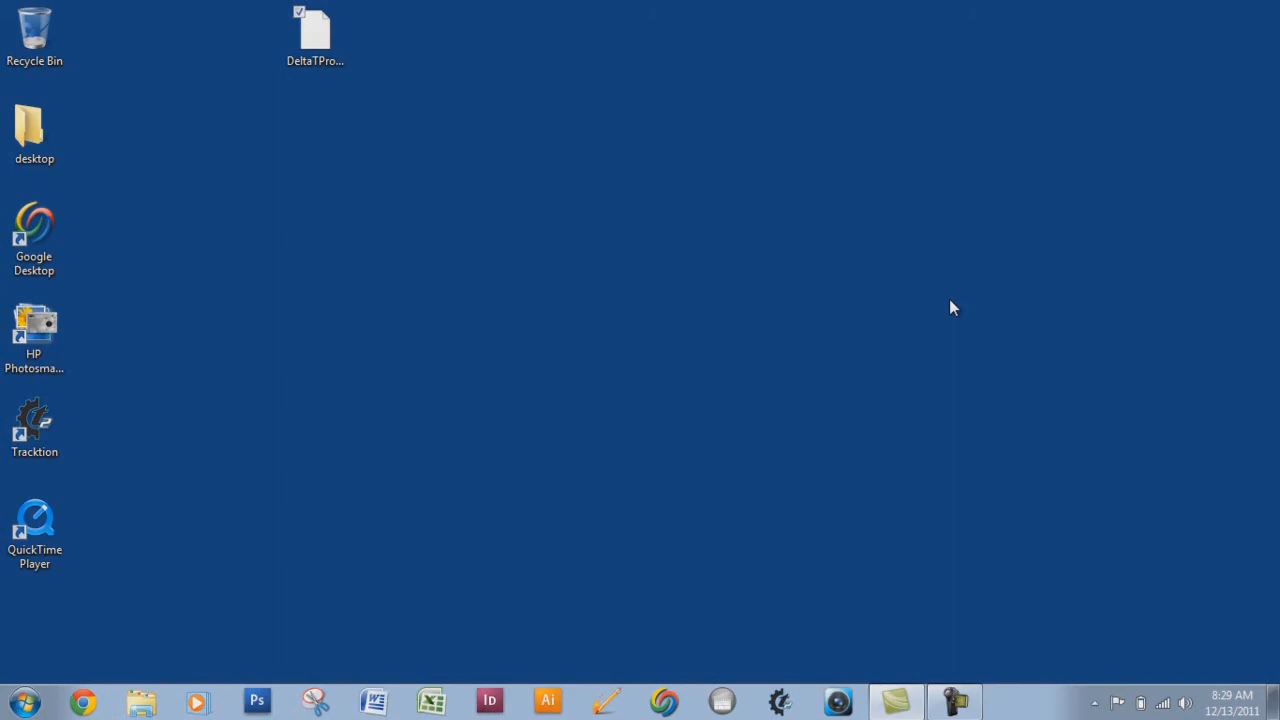 Recycle Bin
DeltaTPro...
desktop
Google
Desktop
HP
Photosma...
Tracktion
QuickTime
Player
Ps
W
X
Id
Ai
8:29 AM
12/13/2011